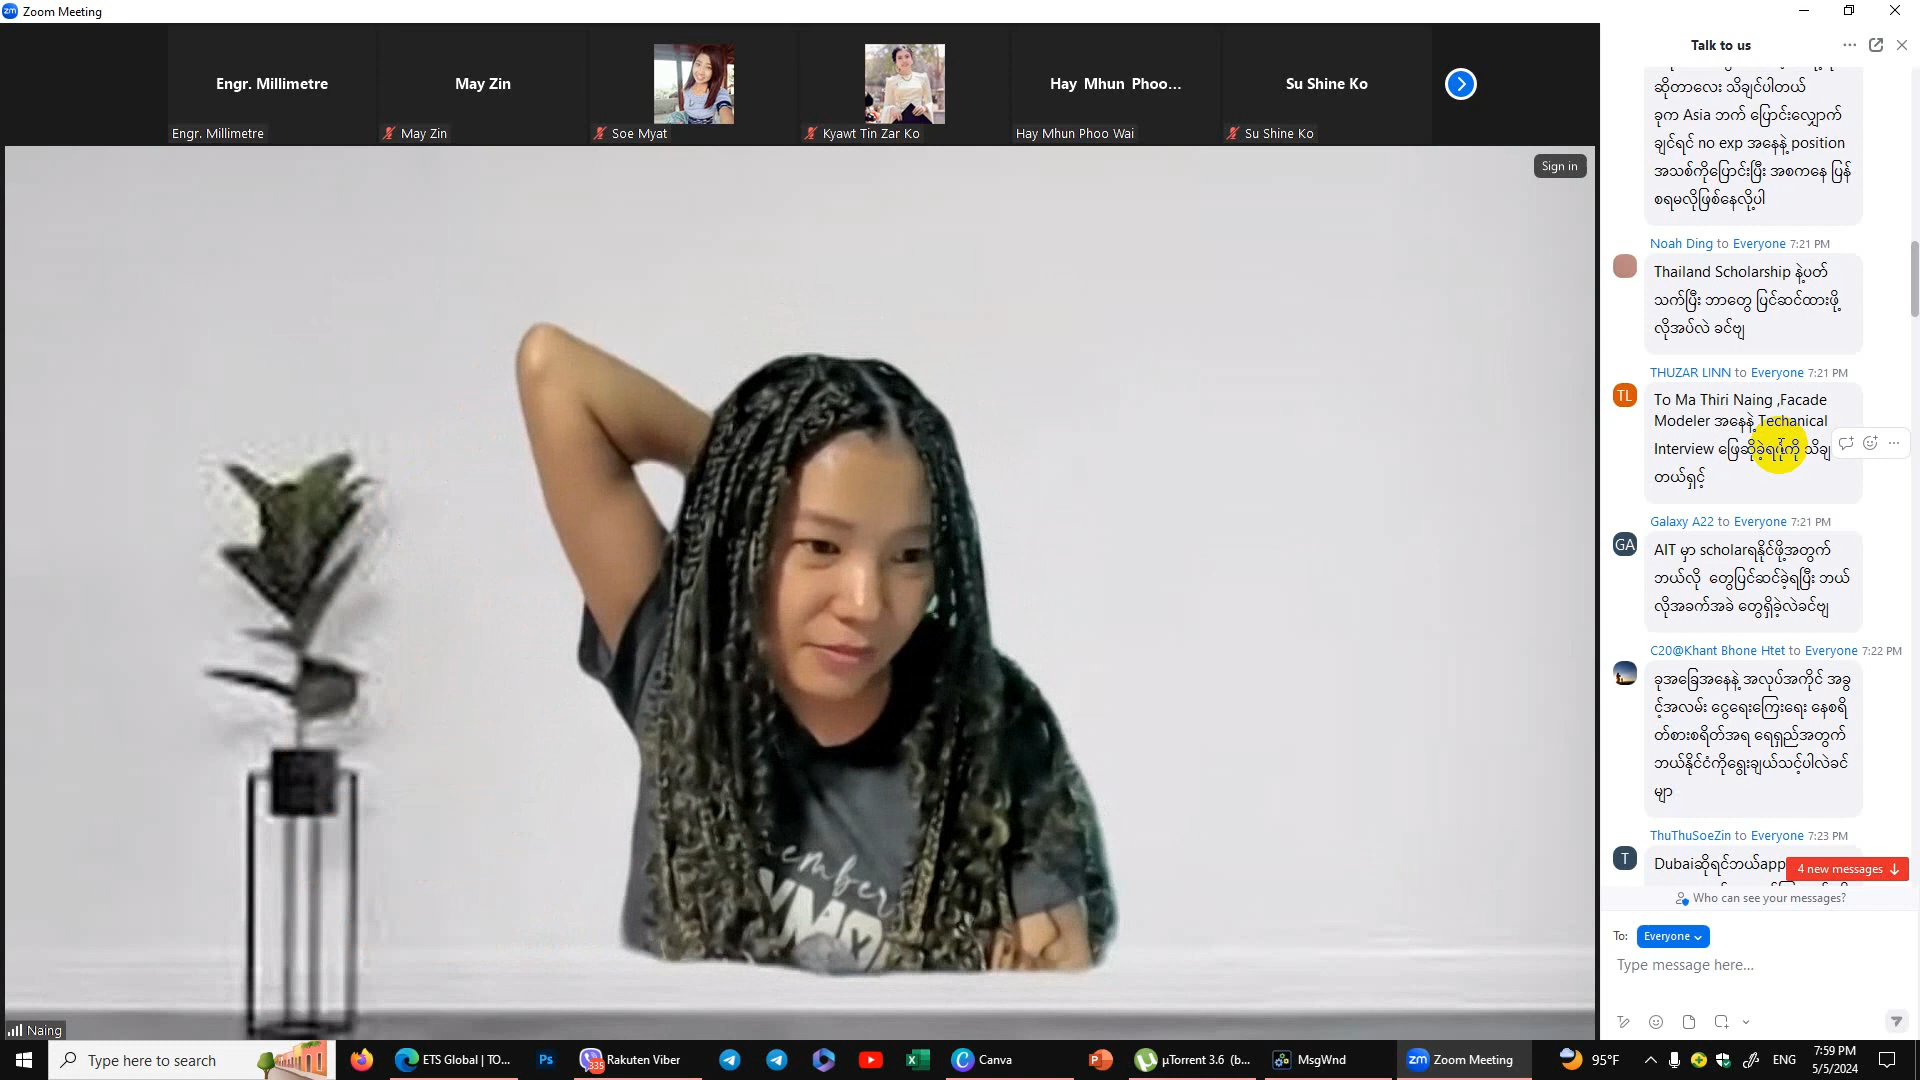 Zoom Meeting
Engr. Millimetre
May Zin
Hay Mhun Phoo...
Su Shine Ko
Engr. Millimetre
May Zin
Soe Myat
Kyawt Tin Zar Ko
Hay Mhun Phoo Wai
Su Shine Ko
Sign in
Naing
Talk to us
ဆိုတာလေး သိချင်ပါတယ်
ခုက Asia ဘက် ပြောင်းလျှောက်
ချင်ရင် no exp အနေနဲ့ position
အသစ်ကိုပြောင်းပြီး အစကနေ ပြန်
စရမလိုဖြစ်နေလို့ပါ
Noah Ding to Everyone 7:21 PM
Thailand Scholarship နဲ့ပတ်
သက်ပြီး ဘာတွေ ပြင်ဆင်ထားဖို့
လိုအပ်လဲ ခင်ဗျ
THUZAR LINN to Everyone 7:21 PM
TL
To Ma Thiri Naing ,Facade
Modeler အနေနဲ့ Techanical
Interview ဖြေဆိုခဲ့ရပုံကို သိချ
တယ်ရှင့်
Galaxy A22 to Everyone 7:21 PM
GA
AIT မှာ scholarရနိုင်ဖို့အတွက်
ဘယ်လို တွေပြင်ဆင်ခဲ့ရပြီး ဘယ်
လိုအခက်အခဲ တွေရှိခဲ့လဲခင်ဗျ
C20@Khant Bhone Htet to Everyone 7:22 PM
ခုအခြေအနေနဲ့ အလုပ်အကိုင် အခွ
င့်အလမ်း ငွေရေးကြေးရေး နေစရိ
တ်စားစရိတ်အရ ရေရှည်အတွက်
ဘယ်နိုင်ငံကိုရွေးချယ်သင့်ပါလဲခင်
မျာ
ThuThuSoeZin to Everyone 7:23 PM
T
Dubaiဆိုရင်ဘယ်app
4 new messages
Who can see your messages?
To: Everyone
Type message here...
ember
Type here to search
ETS Global | TO...
Ps
335
Rakuten Viber
Canva
µTorrent 3.6 (b...
MsgWnd
zm
Zoom Meeting
95°F
ENG
7:59 PM
5/5/2024